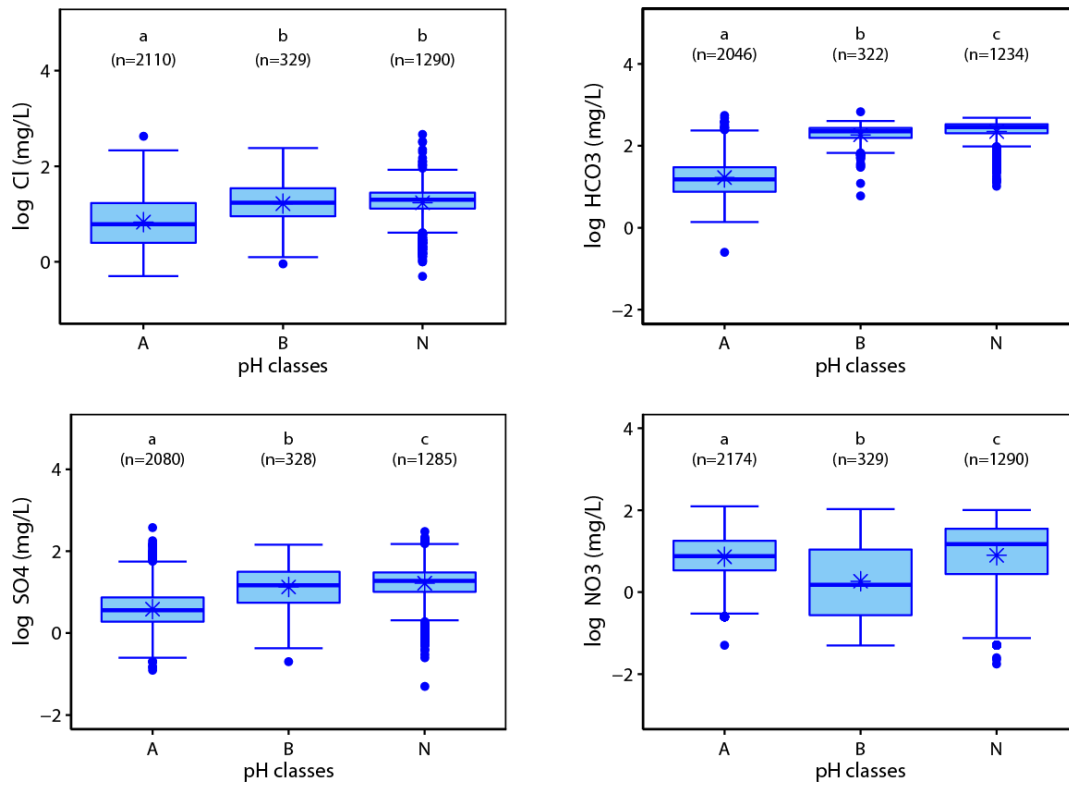 a b b
(n=2110) (n=329) (n=1290)
4
2
0
log Cl (mg/L)
A B N
pH classes
a b c
(n=2046) (n=322) (n=1234)
4
2
0
−2
log HCO3 (mg/L)
A B N
pH classes
a b c
(n=2080) (n=328) (n=1285)
4
2
0
−2
log SO4 (mg/L)
A B N
pH classes
a b c
(n=2174) (n=329) (n=1290)
4
2
0
−2
log NO3 (mg/L)
A B N
pH classes